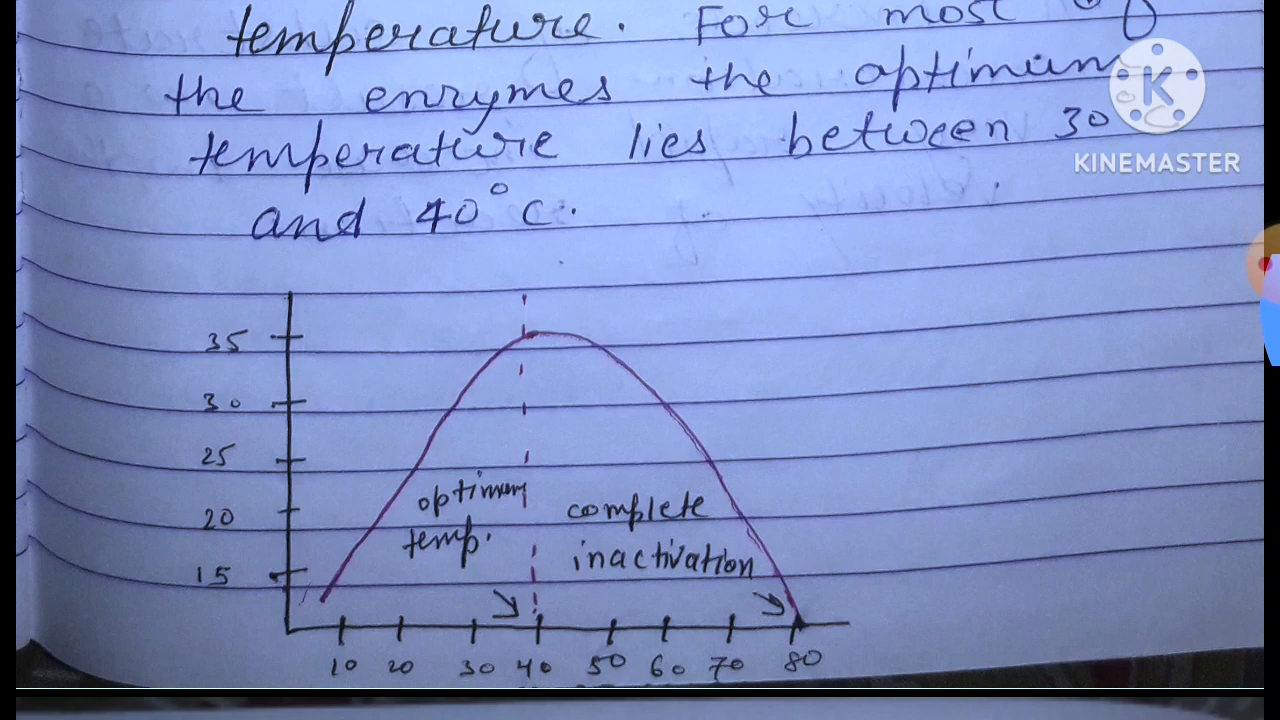 temperature. For most of
the enzymes the aptimum
temperature lies between 30°C
and 40°C.
K
KINEMASTER
35
30
25
20
15
optimum
temp.
complete
inactivation
10 20 30 40 50 60 70 80